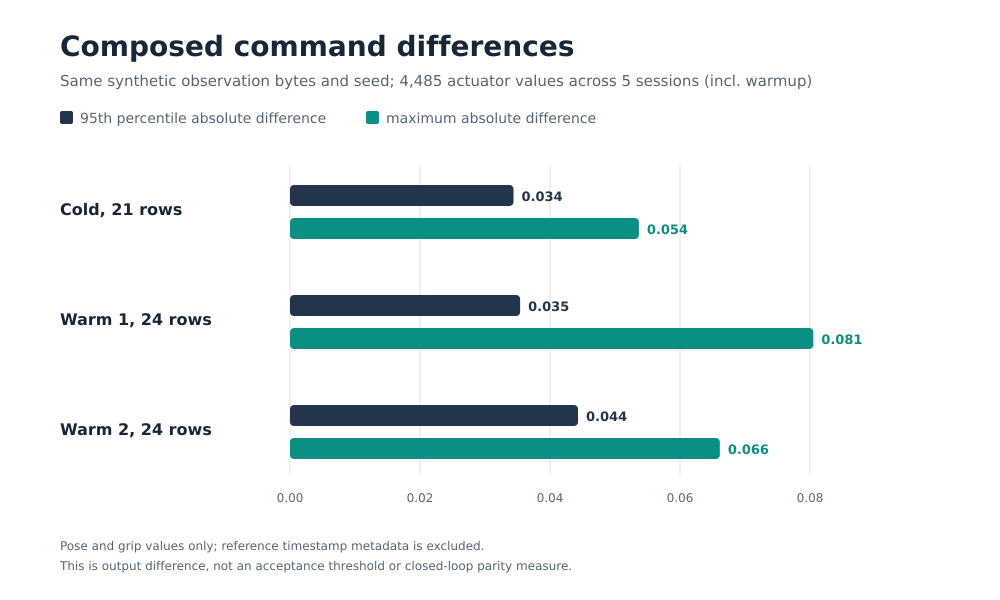 Composed command differences
Same synthetic observation bytes and seed; 4,485 actuator values across 5 sessions (incl. warmup)
95th percentile absolute difference maximum absolute difference
Cold, 21 rows
0.034
0.054
Warm 1, 24 rows
0.035
0.081
Warm 2, 24 rows
0.044
0.066
0.00 0.02 0.04 0.06 0.08
Pose and grip values only; reference timestamp metadata is excluded.
This is output difference, not an acceptance threshold or closed-loop parity measure.